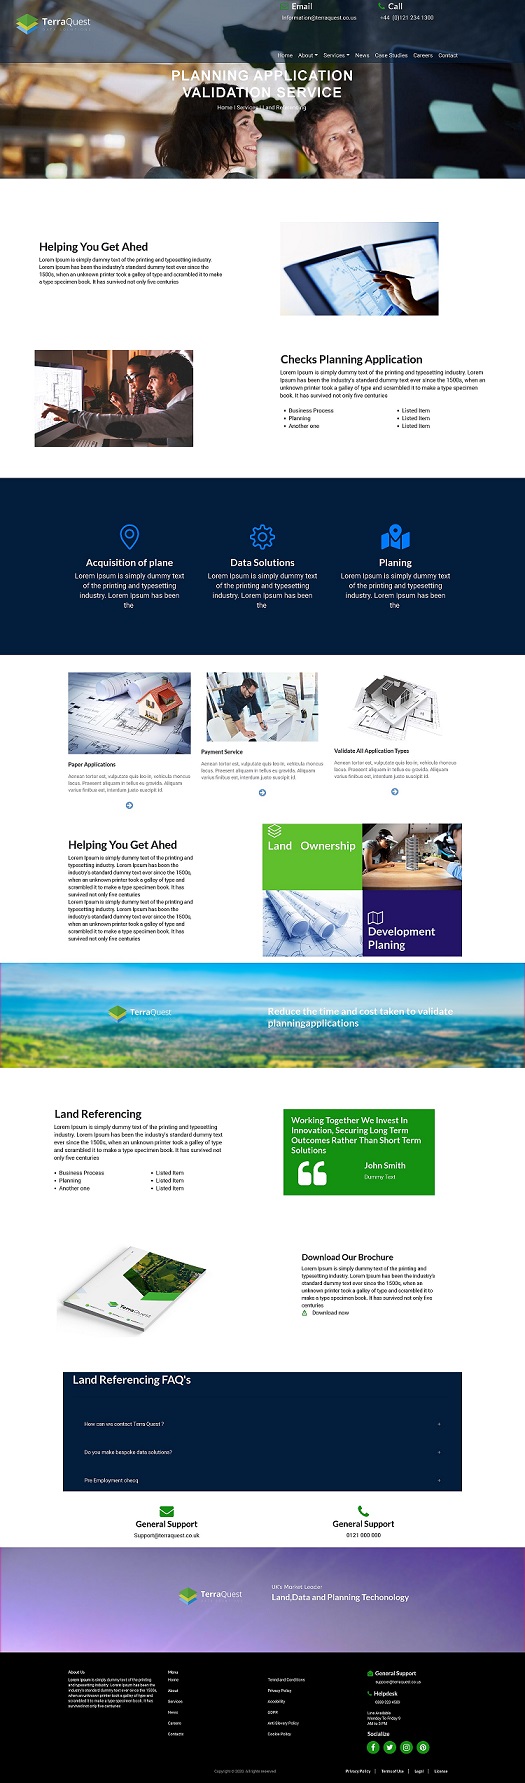 TerraQuest
Email
Information@terraquest.co.us
Call
+44 (0)121 234 1300
Home About Services News Case Studies Careers Contact
PLANNING APPLICATION
VALIDATION SERVICE
Home | Services | Land Referencing
Helping You Get Ahed
Lorem Ipsum is simply dummy text of the printing and typesetting industry.
Lorem Ipsum has been the industry's standard dummy text ever since the
1500s, when an unknown printer took a galley of type and scrambled it to make
a type specimen book. It has survived not only five centuries
Checks Planning Application
Lorem Ipsum is simply dummy text of the printing and typesetting industry. Lorem
Ipsum has been the industry's standard dummy text ever since the 1500s, when an
unknown printer took a galley of type and scrambled it to make a type specimen
book. It has survived not only five centuries
Business Process
Planning
Another one
Listed Item
Listed Item
Listed Item
Acquisition of plane
Lorem Ipsum is simply dummy text
of the printing and typesetting
industry. Lorem Ipsum has been
the
Data Solutions
Lorem Ipsum is simply dummy text
of the printing and typesetting
industry. Lorem Ipsum has been
the
Planing
Lorem Ipsum is simply dummy text
of the printing and typesetting
industry. Lorem Ipsum has been
the
Paper Applications
Aenean tortor est, vulputate quis leo in, vehicula rhoncus
lacus. Praesent aliquam in tellus eu gravida. Aliquam
varius finibus est, interdum justo suscipit id.
Payment Service
Aenean tortor est, vulputate quis leo in, vehicula rhoncus
lacus. Praesent aliquam in tellus eu gravida. Aliquam
varius finibus est, interdum justo suscipit id.
Validate All Application Types
Aenean tortor est, vulputate quis leo in, vehicula rhoncus
lacus. Praesent aliquam in tellus eu gravida. Aliquam
varius finibus est, interdum justo suscipit id.
Helping You Get Ahed
Lorem Ipsum is simply dummy text of the printing and
typesetting industry. Lorem Ipsum has been the
industry's standard dummy text ever since the 1500s,
when an unknown printer took a galley of type and
scrambled it to make a type specimen book. It has
survived not only five centuries
Lorem Ipsum is simply dummy text of the printing and
typesetting industry. Lorem Ipsum has been the
industry's standard dummy text ever since the 1500s,
when an unknown printer took a galley of type and
scrambled it to make a type specimen book. It has
survived not only five centuries
Land Ownership
Development
Planing
TerraQuest
Reduce the time and cost taken to validate
planningapplications
Land Referencing
Lorem Ipsum is simply dummy text of the printing and typesetting
industry. Lorem Ipsum has been the industry's standard dummy text
ever since the 1500s, when an unknown printer took a galley of type
and scrambled it to make a type specimen book. It has survived not
only five centuries
Business Process
Planning
Another one
Listed Item
Listed Item
Listed Item
Working Together We Invest In
Innovation, Securing Long Term
Outcomes Rather Than Short Term
Solutions
John Smith
Dummy Text
TerraQuest
Download Our Brochure
Lorem Ipsum is simply dummy text of the printing and
typesetting industry. Lorem Ipsum has been the industry's
standard dummy text ever since the 1500s, when an
unknown printer took a galley of type and scrambled it to
make a type specimen book. It has survived not only five
centuries
Download now
Land Referencing FAQ's
How can we contact Terra Quest ?
+
Do you make bespoke data solutions?
+
Pre Employment checq
+
General Support
Support@terraquest.co.uk
General Support
0121 000 000
TerraQuest
UK's Market Leader
Land,Data and Planning Techonology
About Us
Lorem Ipsum is simply dummy text of the
printing and typesetting industry. Lorem
Ipsum has been the industry's standard
dummy text ever since the 1500s,
when an unknown printer took a galley of
type and scrambled it to make a type
specimen book. It has survived not only
five centuries
Menu
Home
About
Services
News
Careers
Contacts
Terms and Conditions
Privacy Policy
GDPR
Anti Slavery Policy
Cookie Policy
General Support
support@terraquest.co.us
Helpdesk
Line Available
Monday To Friday 9
AM to 5 PM
Socialize
Copyright © 2020. All rights reserved.
Privacy Policy | Terms of Use | Legal | License